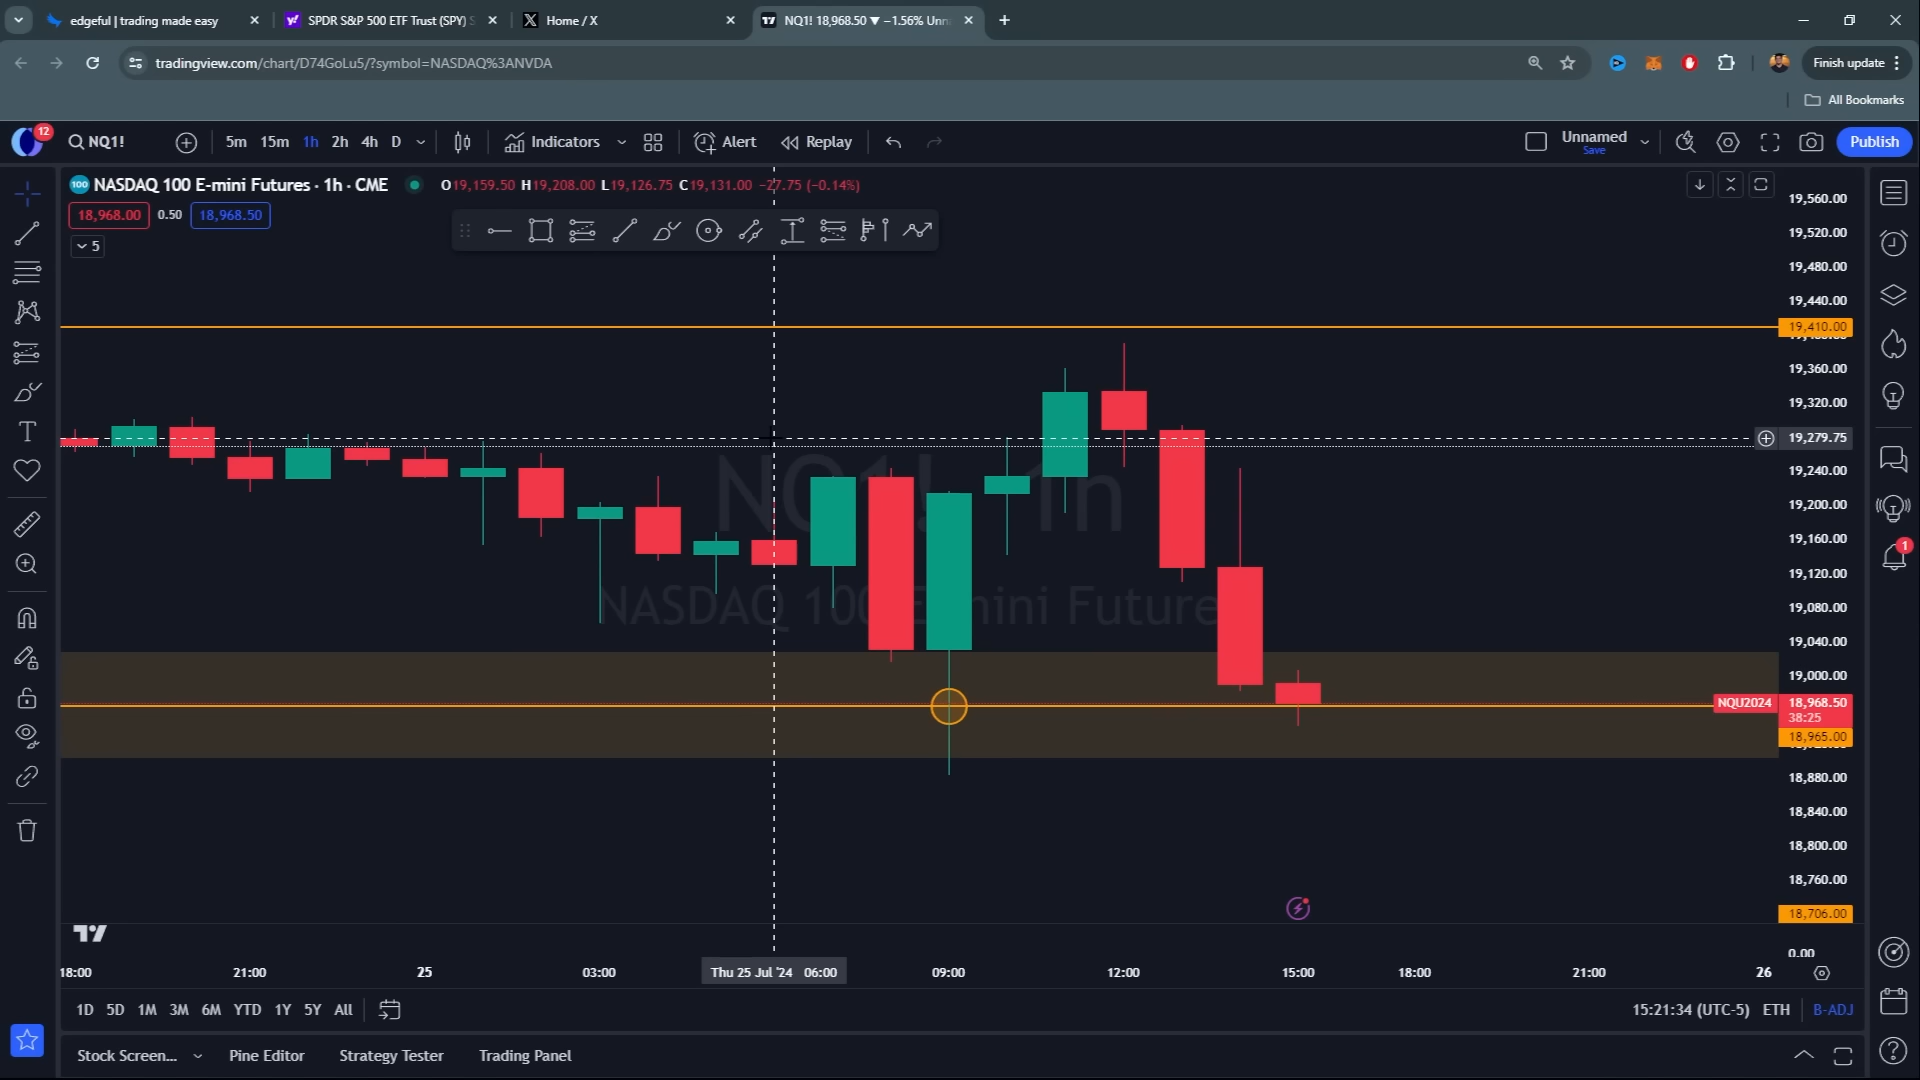 edgeful | trading made easy
SPDR S&P 500 ETF Trust (SPY)
Home / X
NQ1! 18,968.50 ▼ −1.56% Unna
tradingview.com/chart/D74GoLu5/?symbol=NASDAQ%3ANVDA
Finish update
All Bookmarks
12
NQ1!
5m 15m 1h 2h 4h D
Indicators
Alert
Replay
Unnamed
Save
Publish
100 NASDAQ 100 E-mini Futures · 1h · CME
O19,159.50 H19,208.00 L19,126.75 C19,131.00 −27.75 (−0.14%)
18,968.00 0.50 18,968.50
5
NQ1! 1h
NASDAQ 100 E-mini Futures
19,560.00
19,520.00
19,480.00
19,440.00
19,410.00
19,360.00
19,320.00
19,279.75
19,240.00
19,200.00
19,160.00
19,120.00
19,080.00
19,040.00
19,000.00
NQU2024 18,968.50
38:25
18,965.00
18,880.00
18,840.00
18,800.00
18,760.00
18,706.00
0.00
18:00 21:00 25 03:00 Thu 25 Jul '24 06:00 09:00 12:00 15:00 18:00 21:00 26
1D 5D 1M 3M 6M YTD 1Y 5Y All
15:21:34 (UTC-5) ETH B-ADJ
Stock Screen... Pine Editor Strategy Tester Trading Panel
1